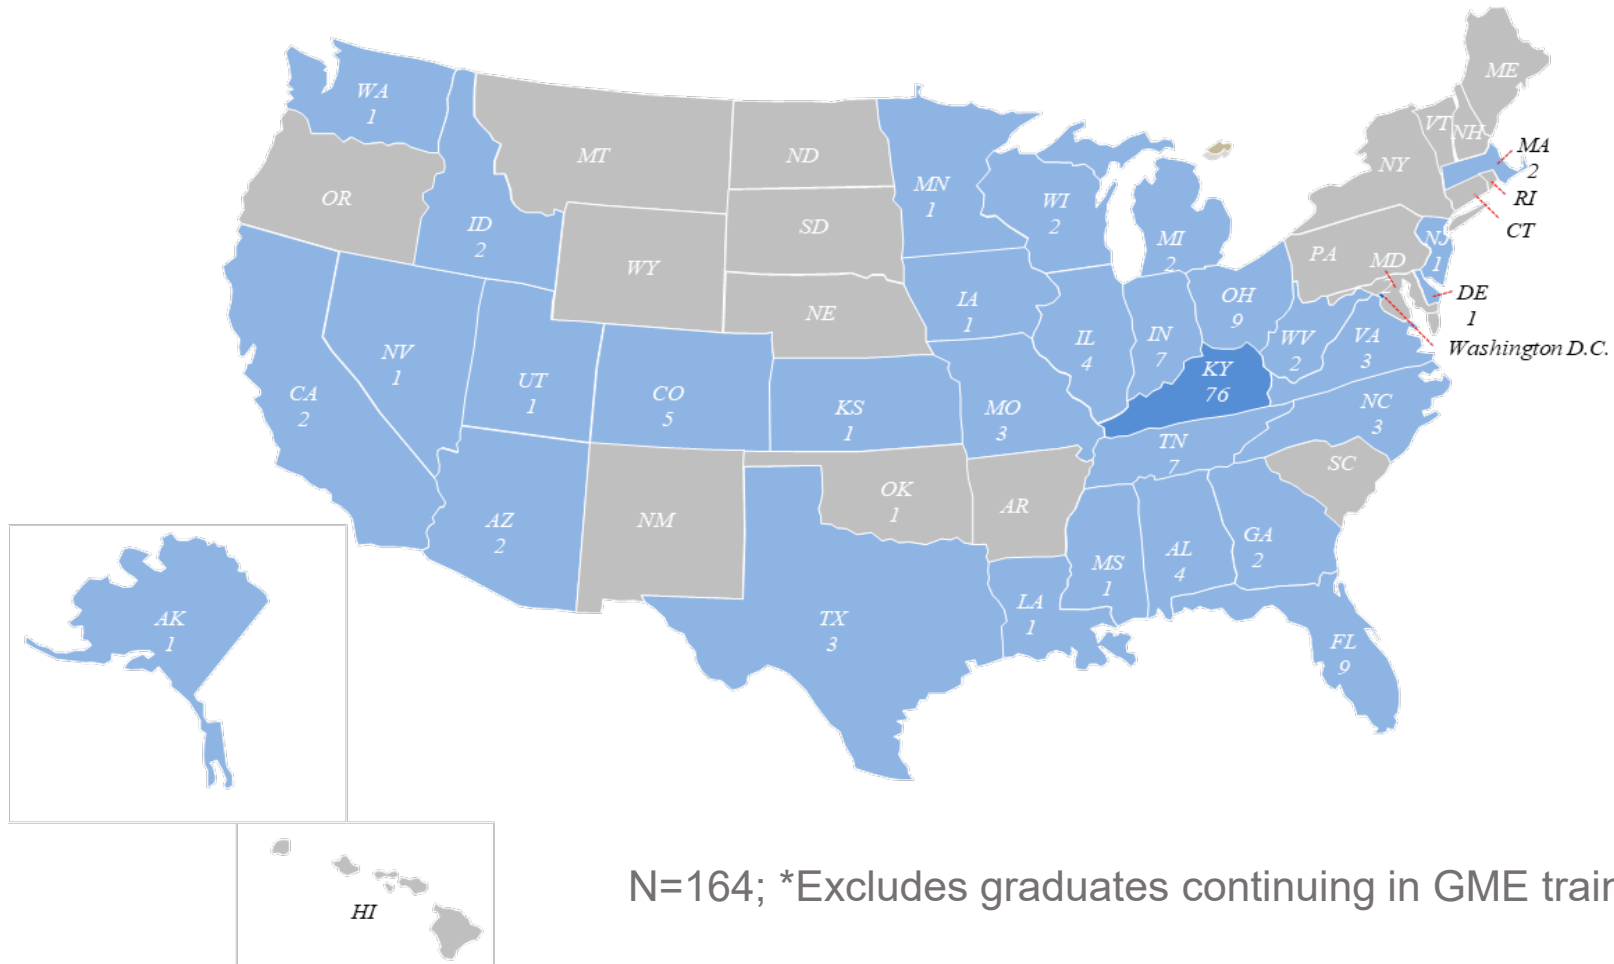 WA
1
OR
ID
2
MT
ND
SD
WY
NE
MN
1
WI
2
MI
2
IA
1
IL
4
IN
7
OH
9
PA
NY
VT
NH
ME
MA
2
RI
CT
NJ
1
MD
DE
1
Washington D.C.
WV
2
VA
3
KY
76
NC
3
TN
7
SC
CA
2
NV
1
UT
1
CO
5
KS
1
MO
3
AZ
2
NM
OK
1
AR
TX
3
LA
1
MS
1
AL
4
GA
2
FL
9
AK
1
HI
N=164; *Excludes graduates continuing in GME train